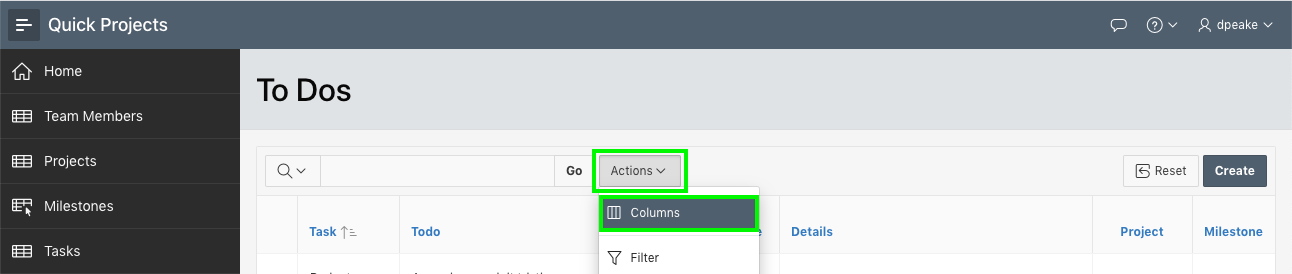 Quick Projects
dpeake
Home
Team Members
Projects
Milestones
Tasks
To Dos
Go Actions Reset Create
Columns
Filter
Task Todo Details Project Milestone